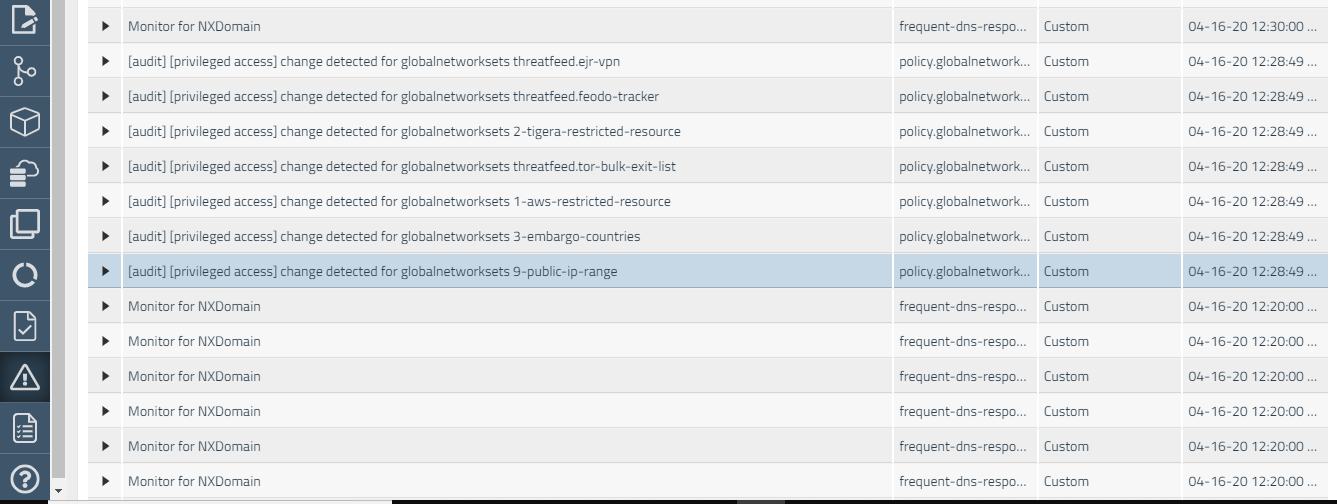 Monitor for NXDomain frequent-dns-respo... Custom 04-16-20 12:30:00 ...
[audit] [privileged access] change detected for globalnetworksets threatfeed.ejr-vpn policy.globalnetwork... Custom 04-16-20 12:28:49 ...
[audit] [privileged access] change detected for globalnetworksets threatfeed.feodo-tracker policy.globalnetwork... Custom 04-16-20 12:28:49 ...
[audit] [privileged access] change detected for globalnetworksets 2-tigera-restricted-resource policy.globalnetwork... Custom 04-16-20 12:28:49 ...
[audit] [privileged access] change detected for globalnetworksets threatfeed.tor-bulk-exit-list policy.globalnetwork... Custom 04-16-20 12:28:49 ...
[audit] [privileged access] change detected for globalnetworksets 1-aws-restricted-resource policy.globalnetwork... Custom 04-16-20 12:28:49 ...
[audit] [privileged access] change detected for globalnetworksets 3-embargo-countries policy.globalnetwork... Custom 04-16-20 12:28:49 ...
[audit] [privileged access] change detected for globalnetworksets 9-public-ip-range policy.globalnetwork... Custom 04-16-20 12:28:49 ...
Monitor for NXDomain frequent-dns-respo... Custom 04-16-20 12:20:00 ...
Monitor for NXDomain frequent-dns-respo... Custom 04-16-20 12:20:00 ...
Monitor for NXDomain frequent-dns-respo... Custom 04-16-20 12:20:00 ...
Monitor for NXDomain frequent-dns-respo... Custom 04-16-20 12:20:00 ...
Monitor for NXDomain frequent-dns-respo... Custom 04-16-20 12:20:00 ...
Monitor for NXDomain frequent-dns-respo... Custom 04-16-20 12:20:00 ...